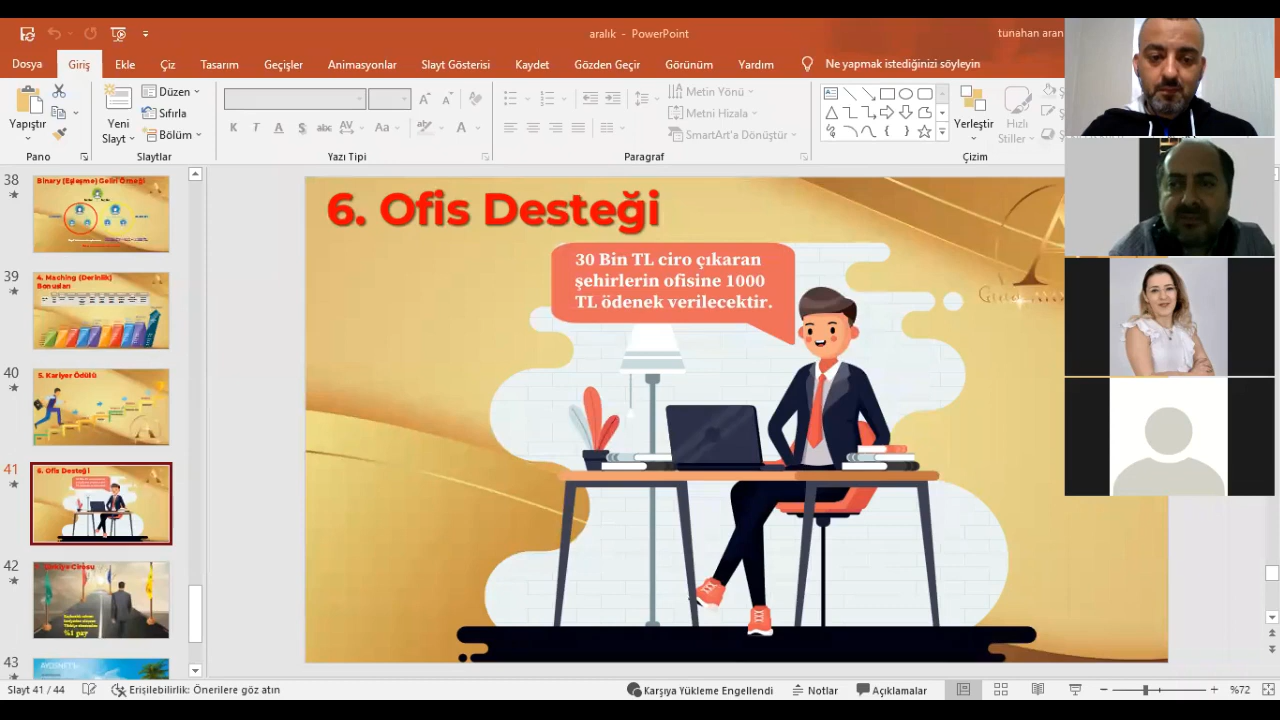 aralık - PowerPoint
tunahan aran
Dosya Giriş Ekle Çiz Tasarım Geçişler Animasyonlar Slayt Gösterisi Kaydet Gözden Geçir Görünüm Yardım Ne yapmak istediğinizi söyleyin
Yapıştır
Pano
Yeni
Slayt
Düzen
Sıfırla
Bölüm
Slaytlar
K T A S abc AV Aa A
Yazı Tipi
Metin Yönü
Metni Hizala
SmartArt'a Dönüştür
Paragraf
Yerleştir
Hızlı
Stiller
Çizim
38
Binary (Eşleşme) Geliri Örneği
39
4. Maching (Derinlik)
Bonusları
40
5. Kariyer Ödülü
41
6. Ofis Desteği
42
Türkiye Cirosu
%1 pay
43
6. Ofis Desteği
30 Bin TL ciro çıkaran
şehirlerin ofisine 1000
TL ödenek verilecektir.
Slayt 41 / 44
Erişilebilirlik: Önerilere göz atın
Karşıya Yükleme Engellendi
Notlar
Açıklamalar
%72